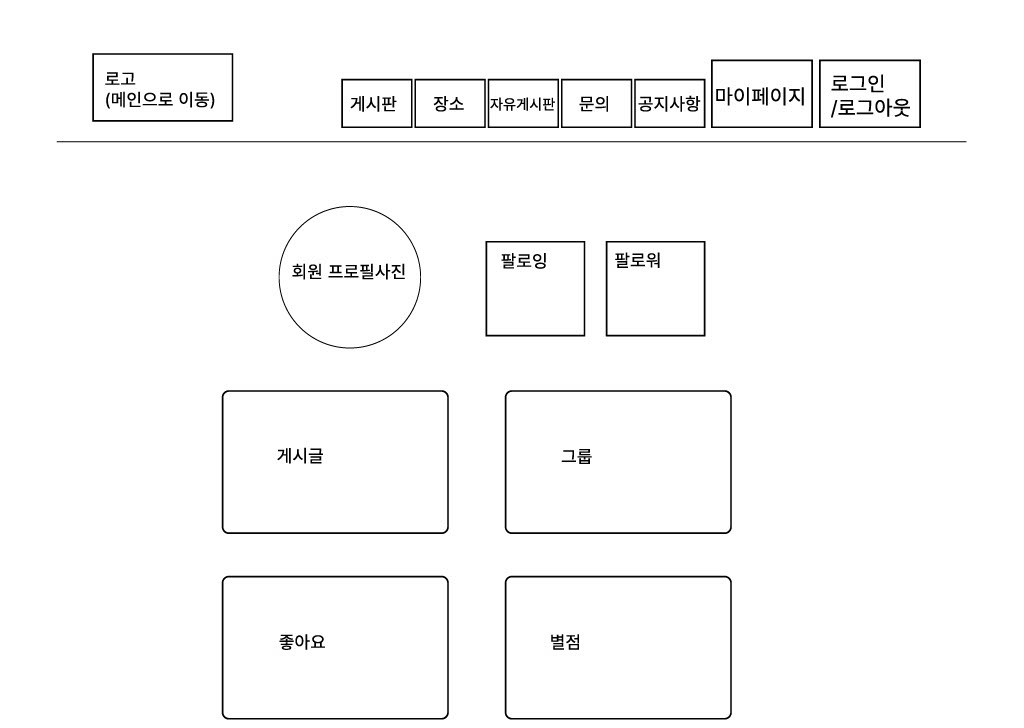 로고
(메인으로 이동)
게시판
장소
자유게시판
문의
공지사항
마이페이지
로그인
/로그아웃
회원 프로필사진
팔로잉
팔로워
게시글
그룹
좋아요
별점